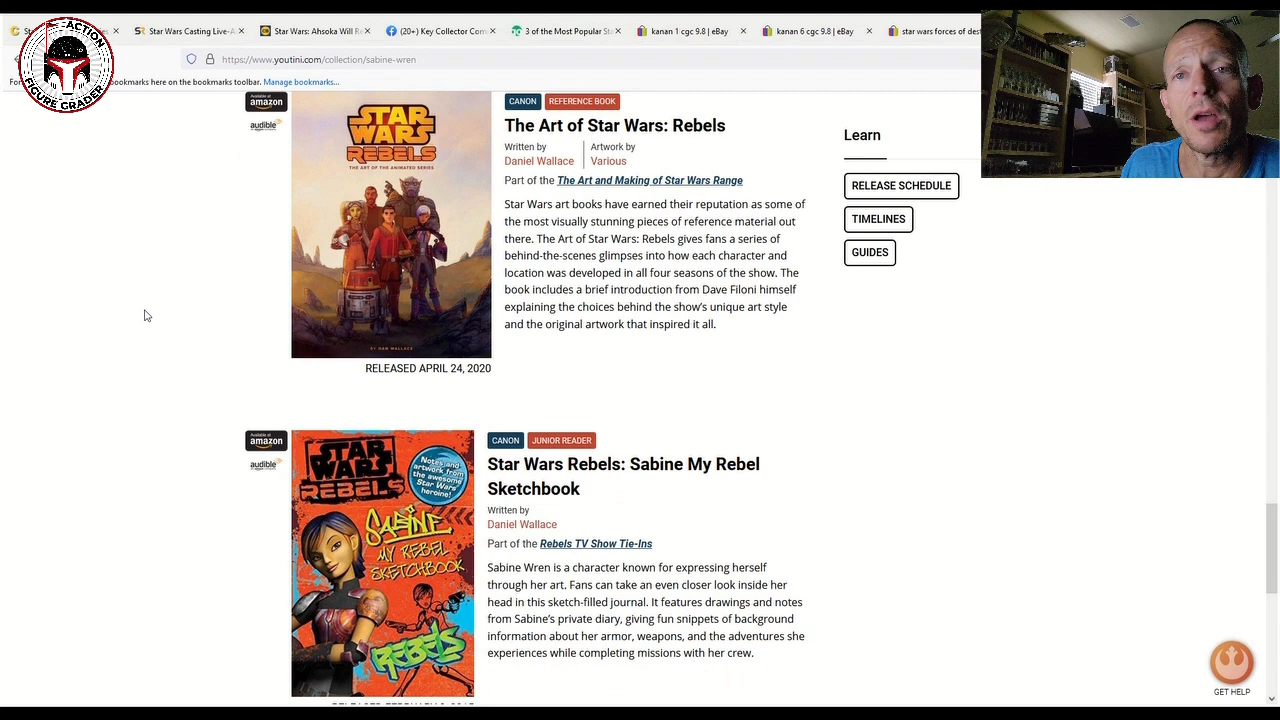 RE-ACTION
FIGURE GRADER
Star Wars Casting Live-A
Star Wars: Ahsoka Will R
(20+) Key Collector Com
3 of the Most Popular Sta
kanan 1 cgc 9.8 | eBay
kanan 6 cgc 9.8 | eBay
star wars forces of dest
https://www.youtini.com/collection/sabine-wren
bookmarks here on the bookmarks toolbar. Manage bookmarks...
Available at
amazon
audible
STAR
WARS
REBELS
THE ART OF THE ANIMATED SERIES
BY DAN WALLACE
RELEASED APRIL 24, 2020
CANON
REFERENCE BOOK
The Art of Star Wars: Rebels
Written by
Daniel Wallace
Artwork by
Various
Part of the The Art and Making of Star Wars Range
Star Wars art books have earned their reputation as some of
the most visually stunning pieces of reference material out
there. The Art of Star Wars: Rebels gives fans a series of
behind-the-scenes glimpses into how each character and
location was developed in all four seasons of the show. The
book includes a brief introduction from Dave Filoni himself
explaining the choices behind the show's unique art style
and the original artwork that inspired it all.
Learn
RELEASE SCHEDULE
TIMELINES
GUIDES
Available at
amazon
audible
STAR
WARS
REBELS
Notes and
artwork from
the awesome
Star Wars
heroine!
SABINE
MY REBEL
SKETCHBOOK
REBELS
CANON
JUNIOR READER
Star Wars Rebels: Sabine My Rebel
Sketchbook
Written by
Daniel Wallace
Part of the Rebels TV Show Tie-Ins
Sabine Wren is a character known for expressing herself
through her art. Fans can take an even closer look inside her
head in this sketch-filled journal. It features drawings and notes
from Sabine's private diary, giving fun snippets of background
information about her armor, weapons, and the adventures she
experiences while completing missions with her crew.
GET HELP